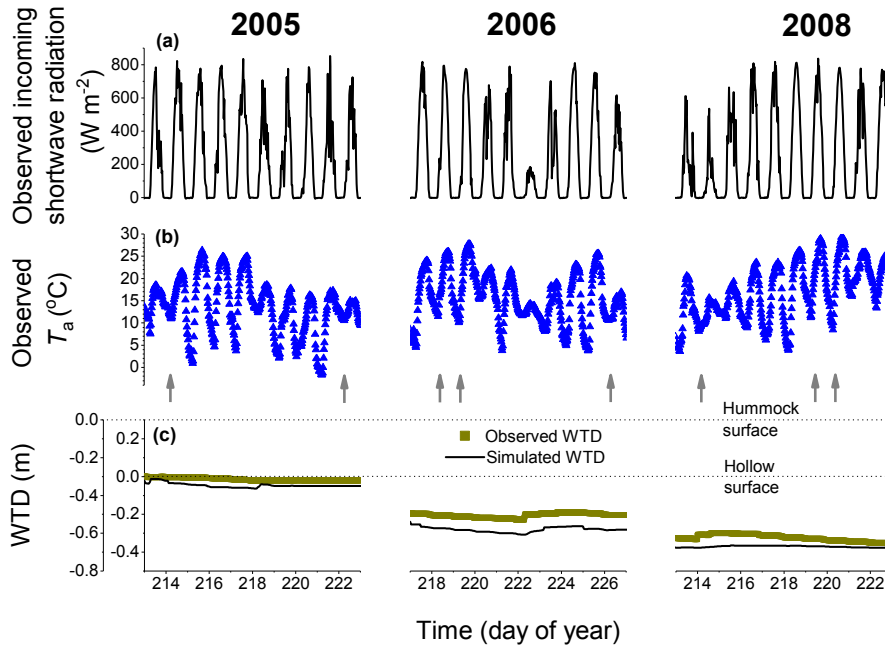 2005 2006 2008
(a)
Observed incoming
shortwave radiation
(W m⁻²)
800
600
400
200
0
(b)
Observed
Tₐ (°C)
30
25
20
15
10
5
0
(c)
WTD (m)
0.0
0.2
0.0
-0.2
-0.6
-0.4
-0.8
Observed WTD
Simulated WTD
Hummock
surface
Hollow
surface
214 216 218 220 222
218 220 222 224 226
214 216 218 220 222
Time (day of year)